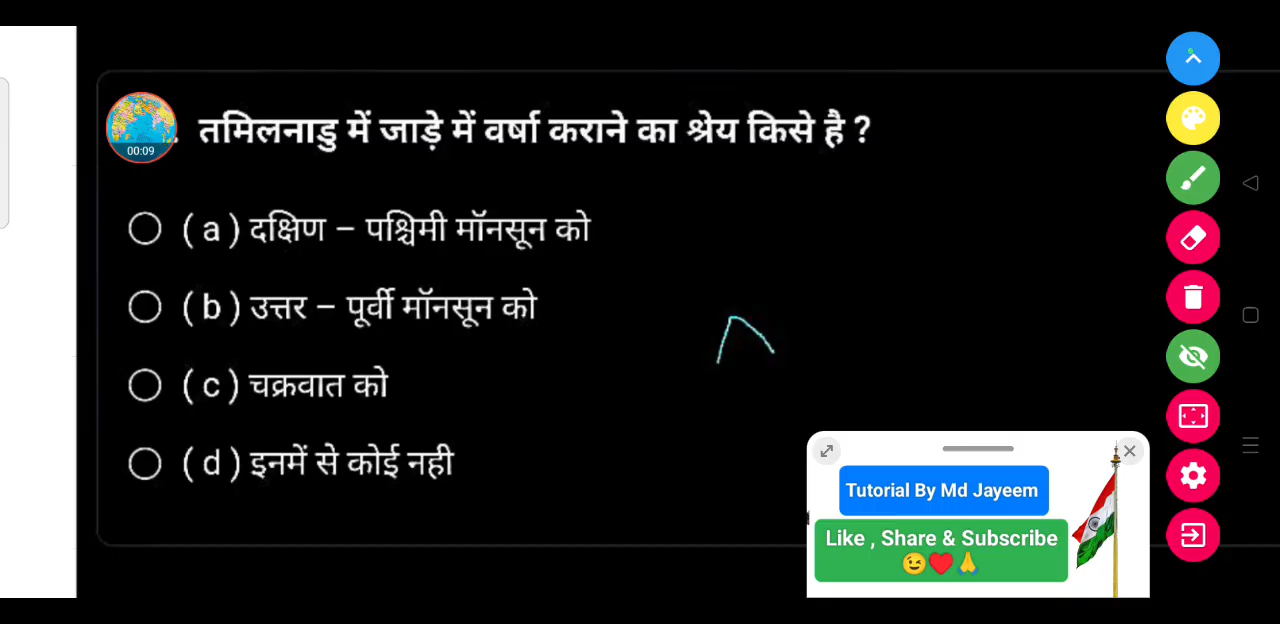 तमिलनाडु में जाड़े में वर्षा कराने का श्रेय किसे है ?
00:09
( a ) दक्षिण – पश्चिमी मॉनसून को
( b ) उत्तर – पूर्वी मॉनसून को
( c ) चक्रवात को
( d ) इनमें से कोई नही
Tutorial By Md Jayeem
Like , Share & Subscribe
😉❤️🙏